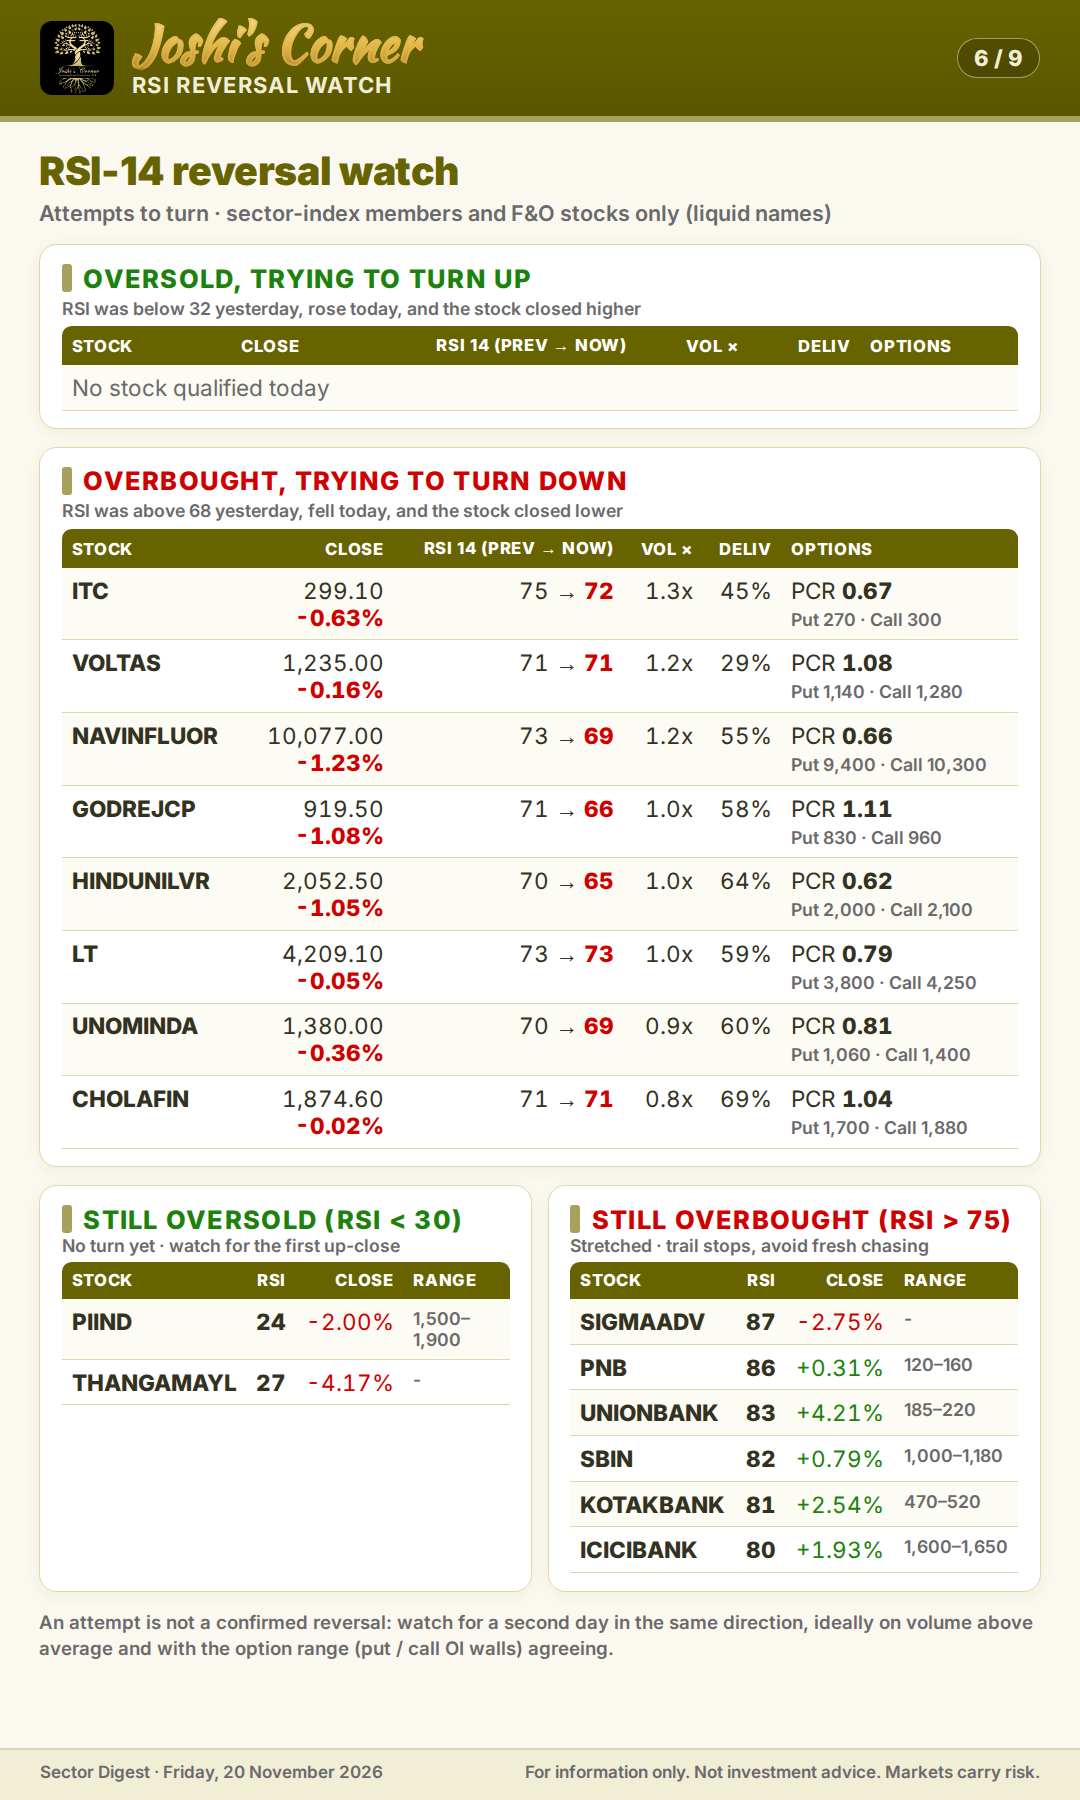 Joshi's Corner
Joshi's Corner
RSI REVERSAL WATCH
6 / 9
RSI-14 reversal watch
Attempts to turn · sector-index members and F&O stocks only (liquid names)
OVERSOLD, TRYING TO TURN UP
RSI was below 32 yesterday, rose today, and the stock closed higher
STOCK CLOSE RSI 14 (PREV → NOW) VOL × DELIV OPTIONS
No stock qualified today
OVERBOUGHT, TRYING TO TURN DOWN
RSI was above 68 yesterday, fell today, and the stock closed lower
STOCK CLOSE RSI 14 (PREV → NOW) VOL × DELIV OPTIONS
ITC 299.10 75 → 72 1.3x 45% PCR 0.67
-0.63% Put 270 · Call 300
VOLTAS 1,235.00 71 → 71 1.2x 29% PCR 1.08
-0.16% Put 1,140 · Call 1,280
NAVINFLUOR 10,077.00 73 → 69 1.2x 55% PCR 0.66
-1.23% Put 9,400 · Call 10,300
GODREJCP 919.50 71 → 66 1.0x 58% PCR 1.11
-1.08% Put 830 · Call 960
HINDUNILVR 2,052.50 70 → 65 1.0x 64% PCR 0.62
-1.05% Put 2,000 · Call 2,100
LT 4,209.10 73 → 73 1.0x 59% PCR 0.79
-0.05% Put 3,800 · Call 4,250
UNOMINDA 1,380.00 70 → 69 0.9x 60% PCR 0.81
-0.36% Put 1,060 · Call 1,400
CHOLAFIN 1,874.60 71 → 71 0.8x 69% PCR 1.04
-0.02% Put 1,700 · Call 1,880
STILL OVERSOLD (RSI < 30)
No turn yet · watch for the first up-close
STOCK RSI CLOSE RANGE
PIIND 24 -2.00% 1,500–
1,900
THANGAMAYL 27 -4.17% -
STILL OVERBOUGHT (RSI > 75)
Stretched · trail stops, avoid fresh chasing
STOCK RSI CLOSE RANGE
SIGMAADV 87 -2.75% -
PNB 86 +0.31% 120–160
UNIONBANK 83 +4.21% 185–220
SBIN 82 +0.79% 1,000–1,180
KOTAKBANK 81 +2.54% 470–520
ICICIBANK 80 +1.93% 1,600–1,650
An attempt is not a confirmed reversal: watch for a second day in the same direction, ideally on volume above
average and with the option range (put / call OI walls) agreeing.
Sector Digest · Friday, 20 November 2026
For information only. Not investment advice. Markets carry risk.